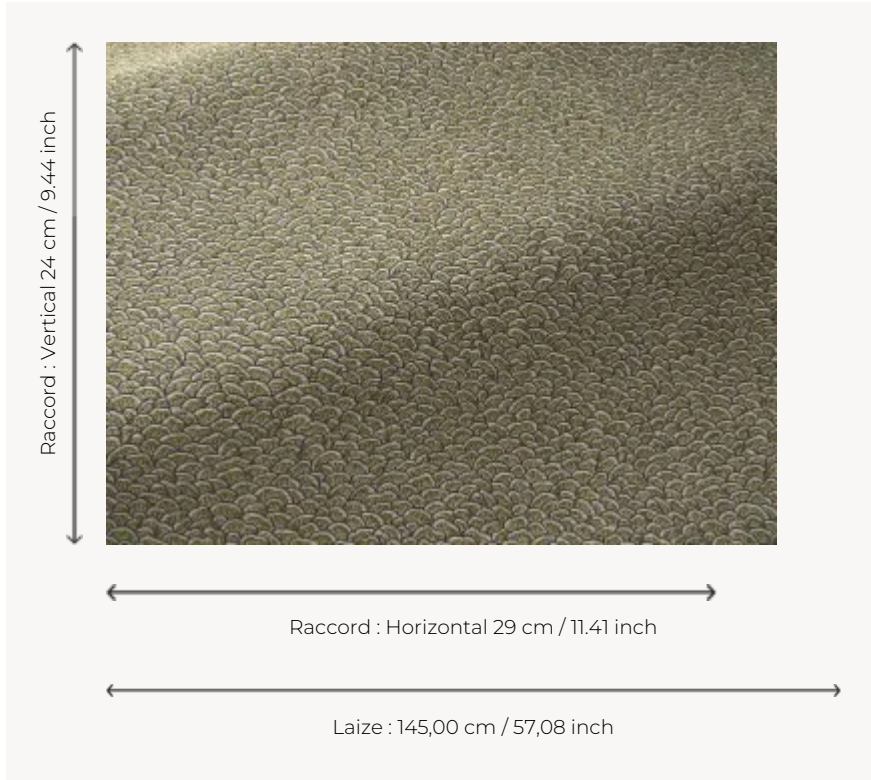 Raccord : Vertical 24 cm / 9.44 inch
Raccord : Horizontal 29 cm / 11.41 inch
Laize : 145,00 cm / 57,08 inch